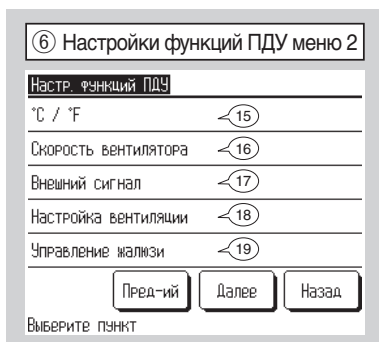 ⑥ Настройки функций ПДУ меню 2
Настр. функций ПДУ
°C / °F ⑮
Скорость вентилятора ⑯
Внешний сигнал ⑰
Настройка вентиляции ⑱
Управление жалюзи ⑲
Пред-ий Далее Назад
Выберите пункт